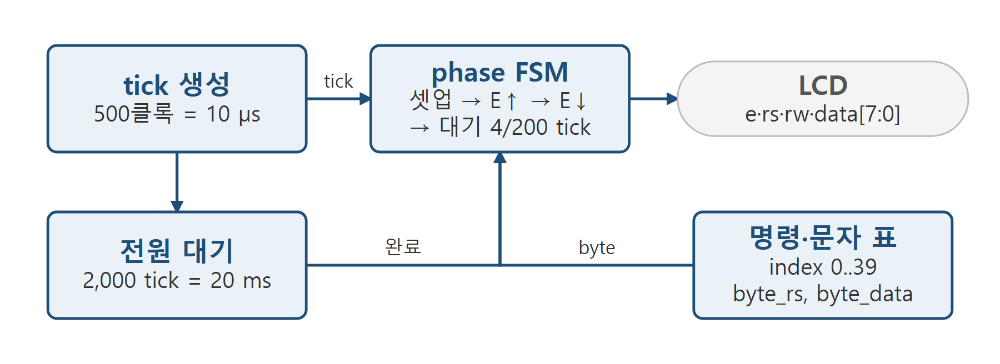 tick 생성
500클록 = 10 µs
tick
phase FSM
셋업 → E↑ → E↓
→ 대기 4/200 tick
LCD
e·rs·rw·data[7:0]
전원 대기
2,000 tick = 20 ms
완료
byte
명령·문자 표
index 0..39
byte_rs, byte_data